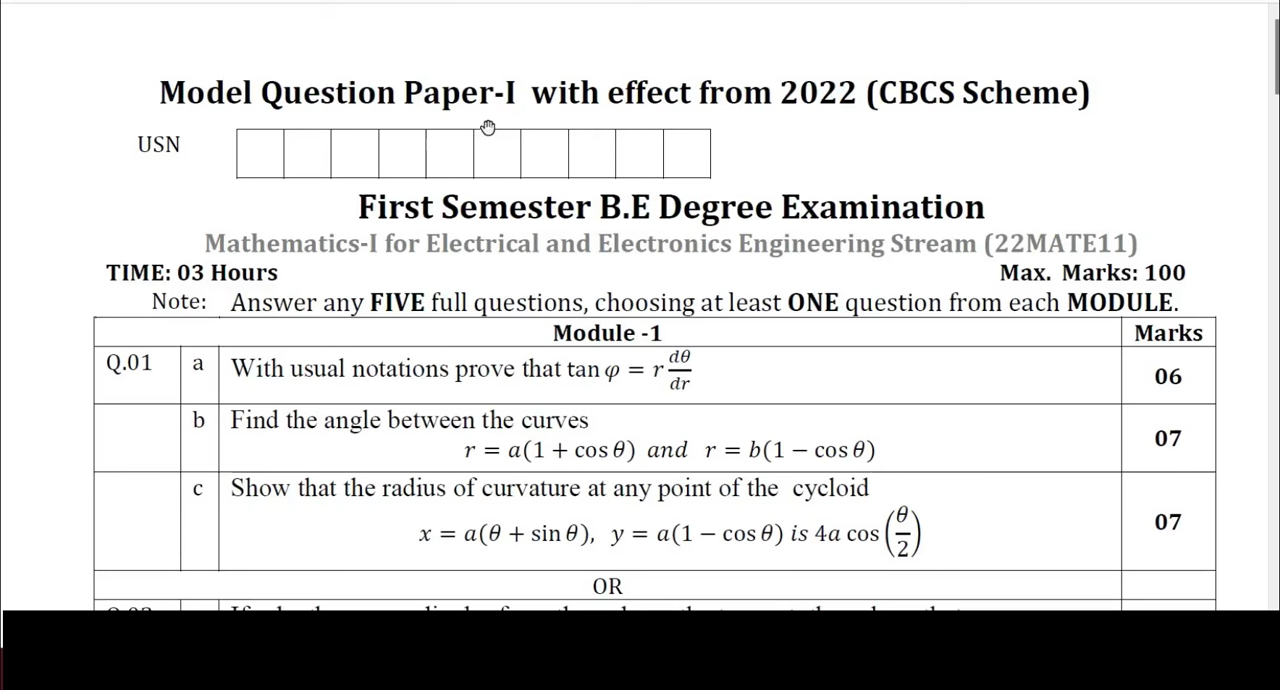 Model Question Paper-I with effect from 2022 (CBCS Scheme)
USN
First Semester B.E Degree Examination
Mathematics-I for Electrical and Electronics Engineering Stream (22MATE11)
TIME: 03 Hours Max. Marks: 100
Note: Answer any FIVE full questions, choosing at least ONE question from each MODULE.
Module -1 Marks
Q.01 a With usual notations prove that tan φ = r dθ/dr 06
b Find the angle between the curves
r = a(1 + cos θ) and r = b(1 − cos θ) 07
c Show that the radius of curvature at any point of the cycloid
x = a(θ + sin θ), y = a(1 − cos θ) is 4a cos (θ/2) 07
OR